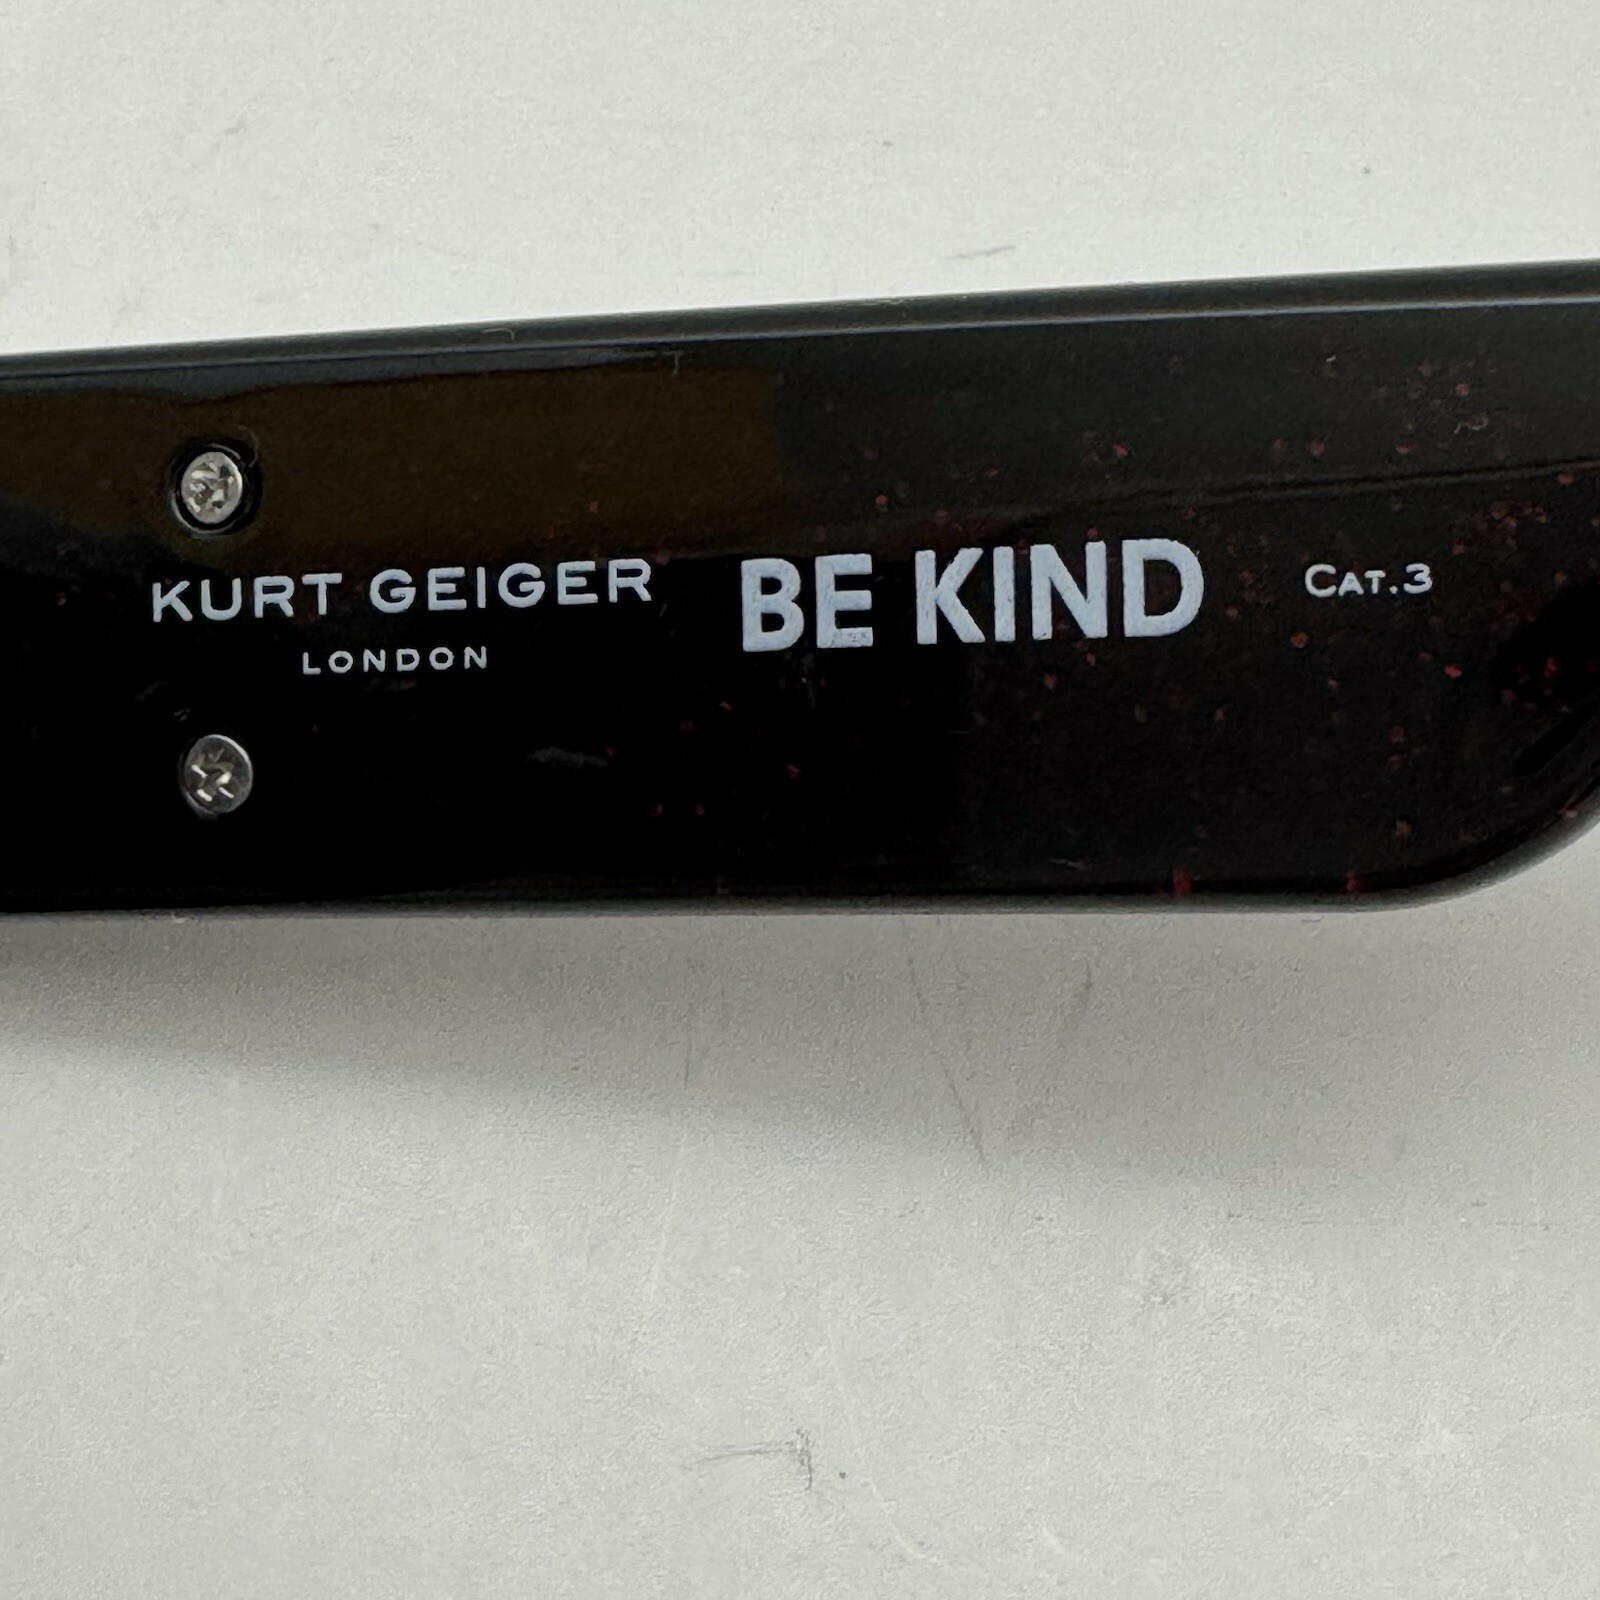 KURT GEIGER
LONDON
BE KIND
CAT.3